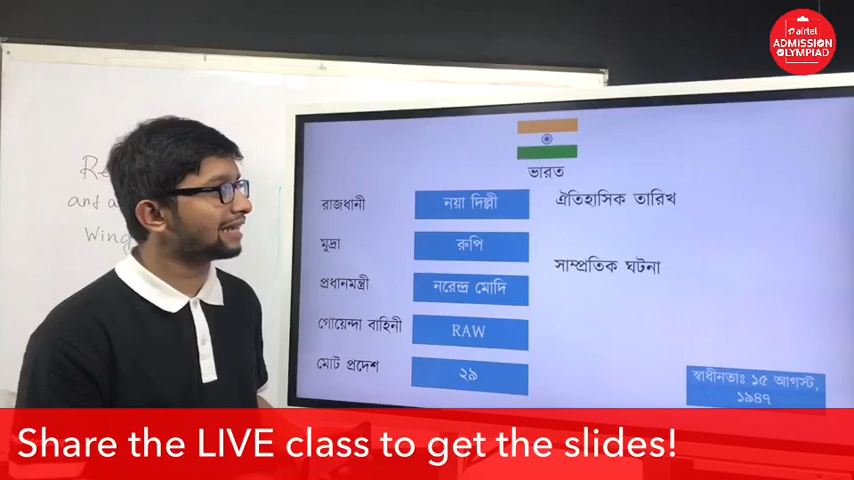 airtel
ADMISSION
OLYMPIAD
ভারত
রাজধানী
নয়া দিল্লী
মুদ্রা
রুপি
প্রধানমন্ত্রী
নরেন্দ্র মোদি
গোয়েন্দা বাহিনী
RAW
মোট প্রদেশ
২৯
ঐতিহাসিক তারিখ
সাম্প্রতিক ঘটনা
স্বাধীনতাঃ ১৫ আগস্ট,
১৯৪৭
and
Share the LIVE class to get the slides!